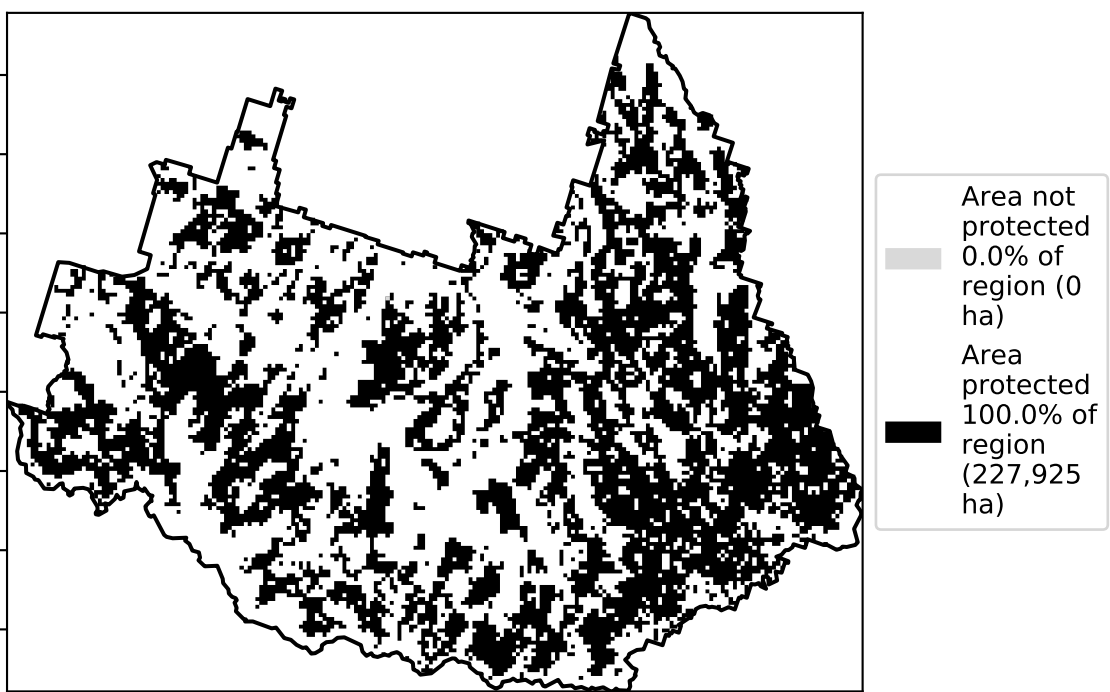 Area not
protected
0.0% of
region (0
ha)
Area
protected
100.0% of
region
(227,925
ha)